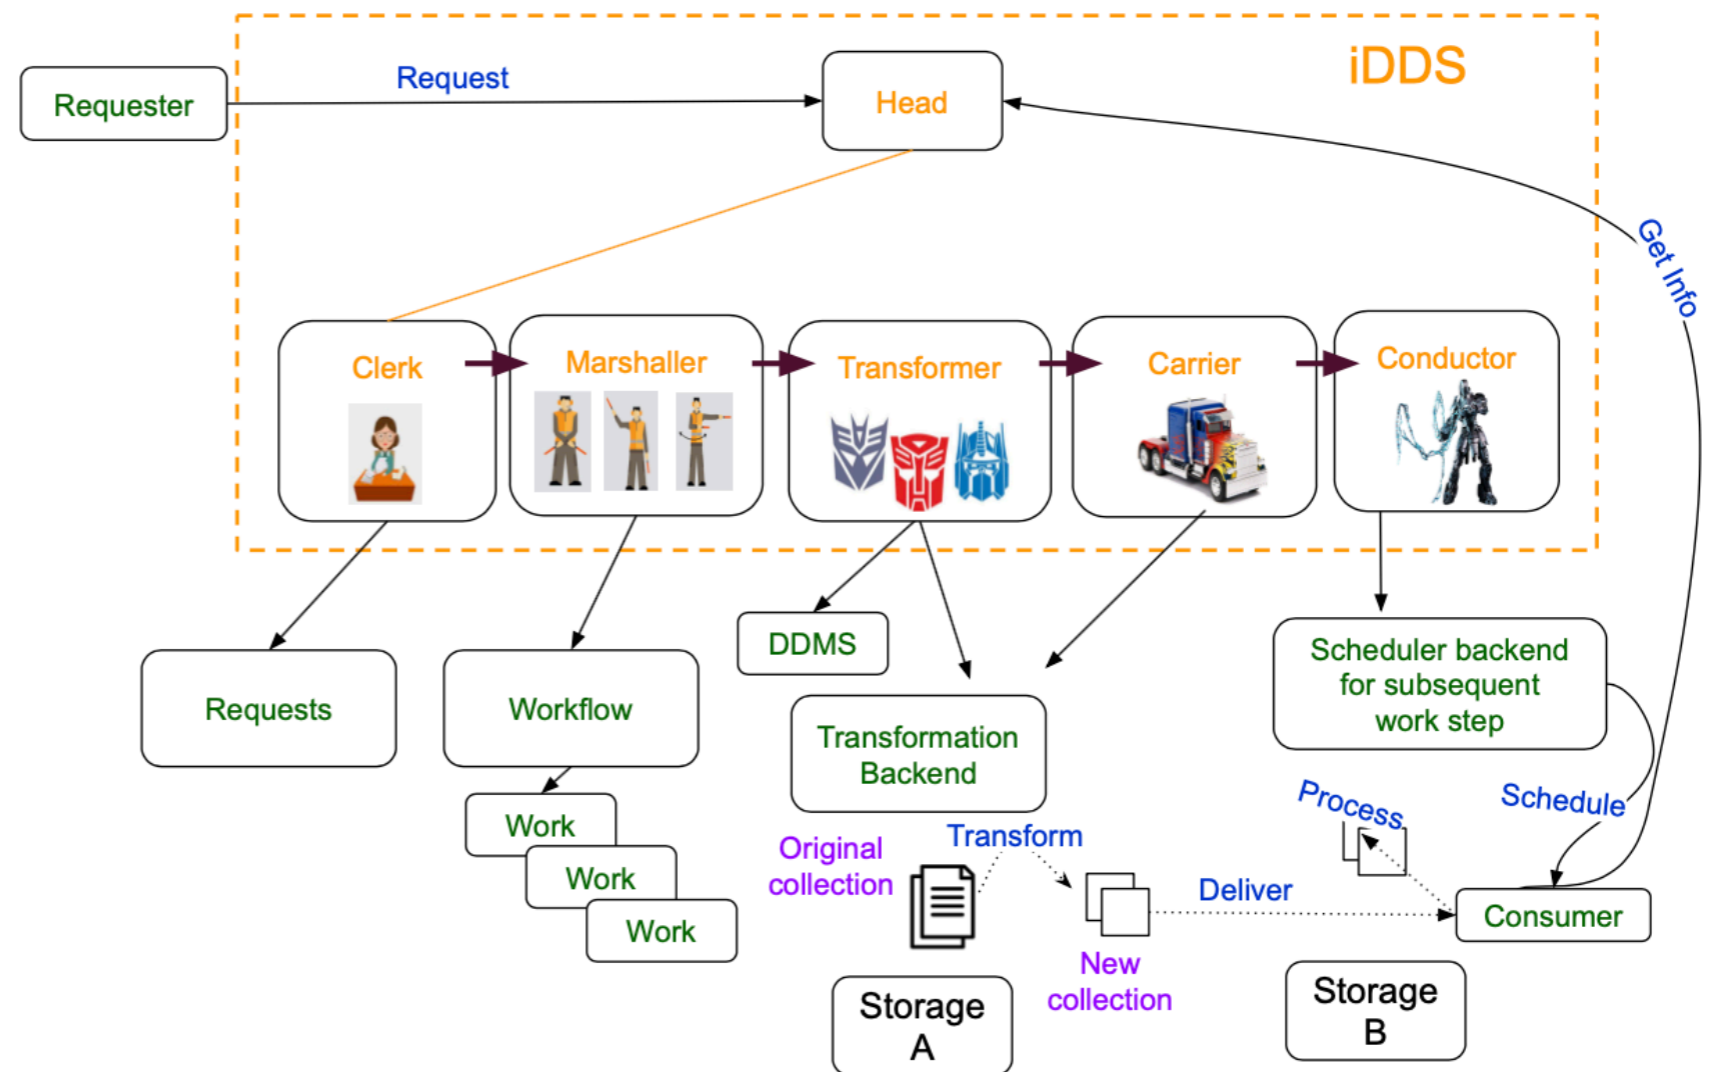 iDDS
Request
Requester
Head
Get Info
Clerk
Marshaller
Transformer
Carrier
Conductor
DDMS
Scheduler backend
for subsequent
work step
Requests
Workflow
Transformation
Backend
Process
Schedule
Work
Work
Work
Original
collection
Transform
Deliver
Consumer
New
collection
Storage
A
Storage
B